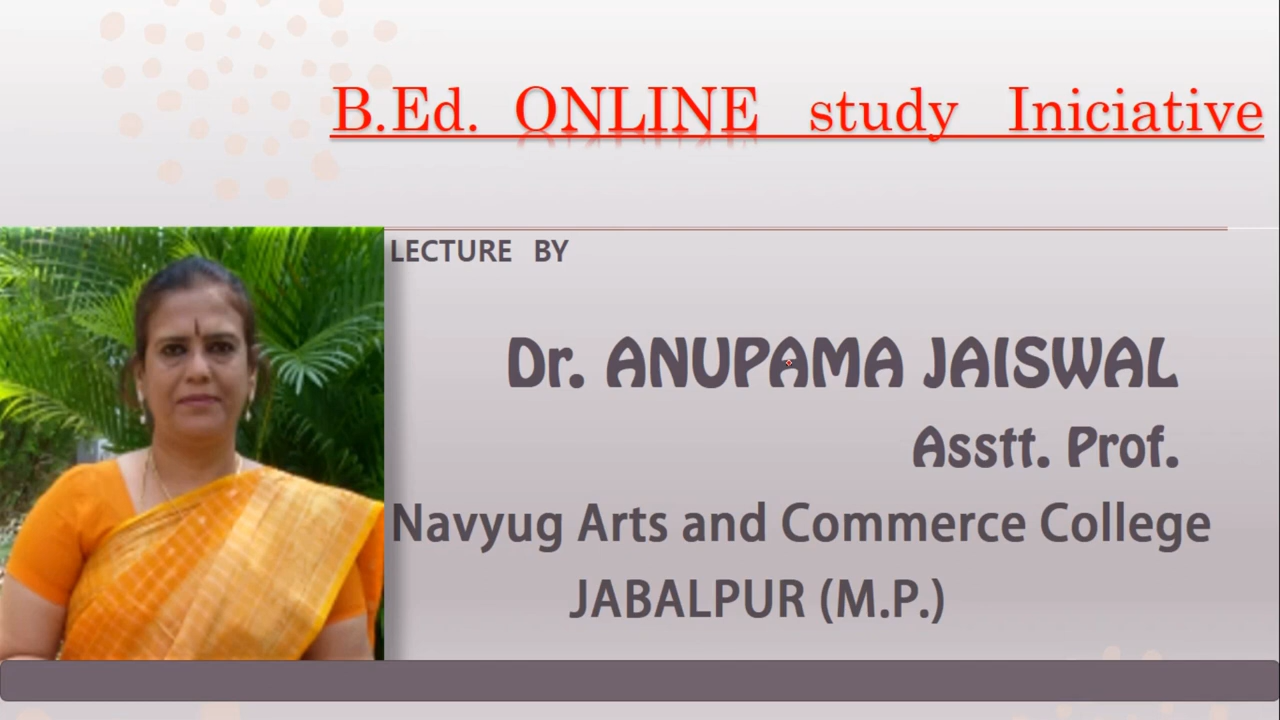 B.Ed. ONLINE study Iniciative
LECTURE BY
Dr. ANUPAMA JAISWAL
Asstt. Prof.
Navyug Arts and Commerce College
JABALPUR (M.P.)